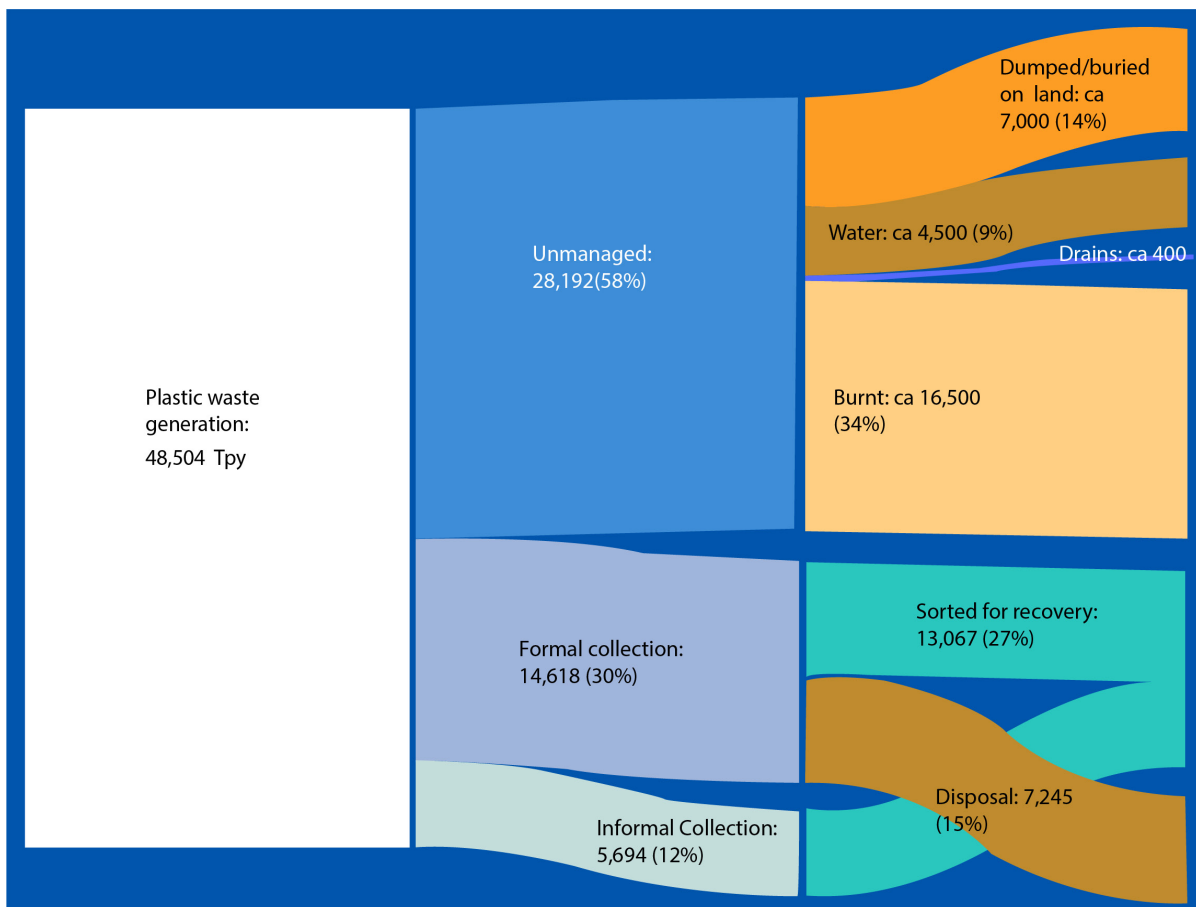 Plastic waste
generation:
48,504 Tpy
Unmanaged:
28,192(58%)
Formal collection:
14,618 (30%)
Informal Collection:
5,694 (12%)
Dumped/buried
on land: ca
7,000 (14%)
Water: ca 4,500 (9%)
Drains: ca 400
Burnt: ca 16,500
(34%)
Sorted for recovery:
13,067 (27%)
Disposal: 7,245
(15%)